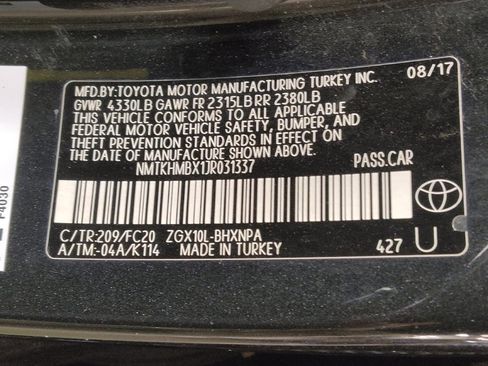 MFD.BY:TOYOTA MOTOR MANUFACTURING TURKEY INC. 08/17
GVWR 4330LB GAWR FR 2315LB RR 2380LB
THIS VEHICLE CONFORMS TO ALL APPLICABLE
FEDERAL MOTOR VEHICLE SAFETY, BUMPER, AND
THEFT PREVENTION STANDARDS IN EFFECT
ON THE DATE OF MANUFACTURE SHOWN ABOVE.
NMTKHMBX1JR031337 PASS.CAR
C/TR:209/FC20 ZGX10L-BHXNPA
A/TM:-04A/K114 MADE IN TURKEY 427 U
F4030